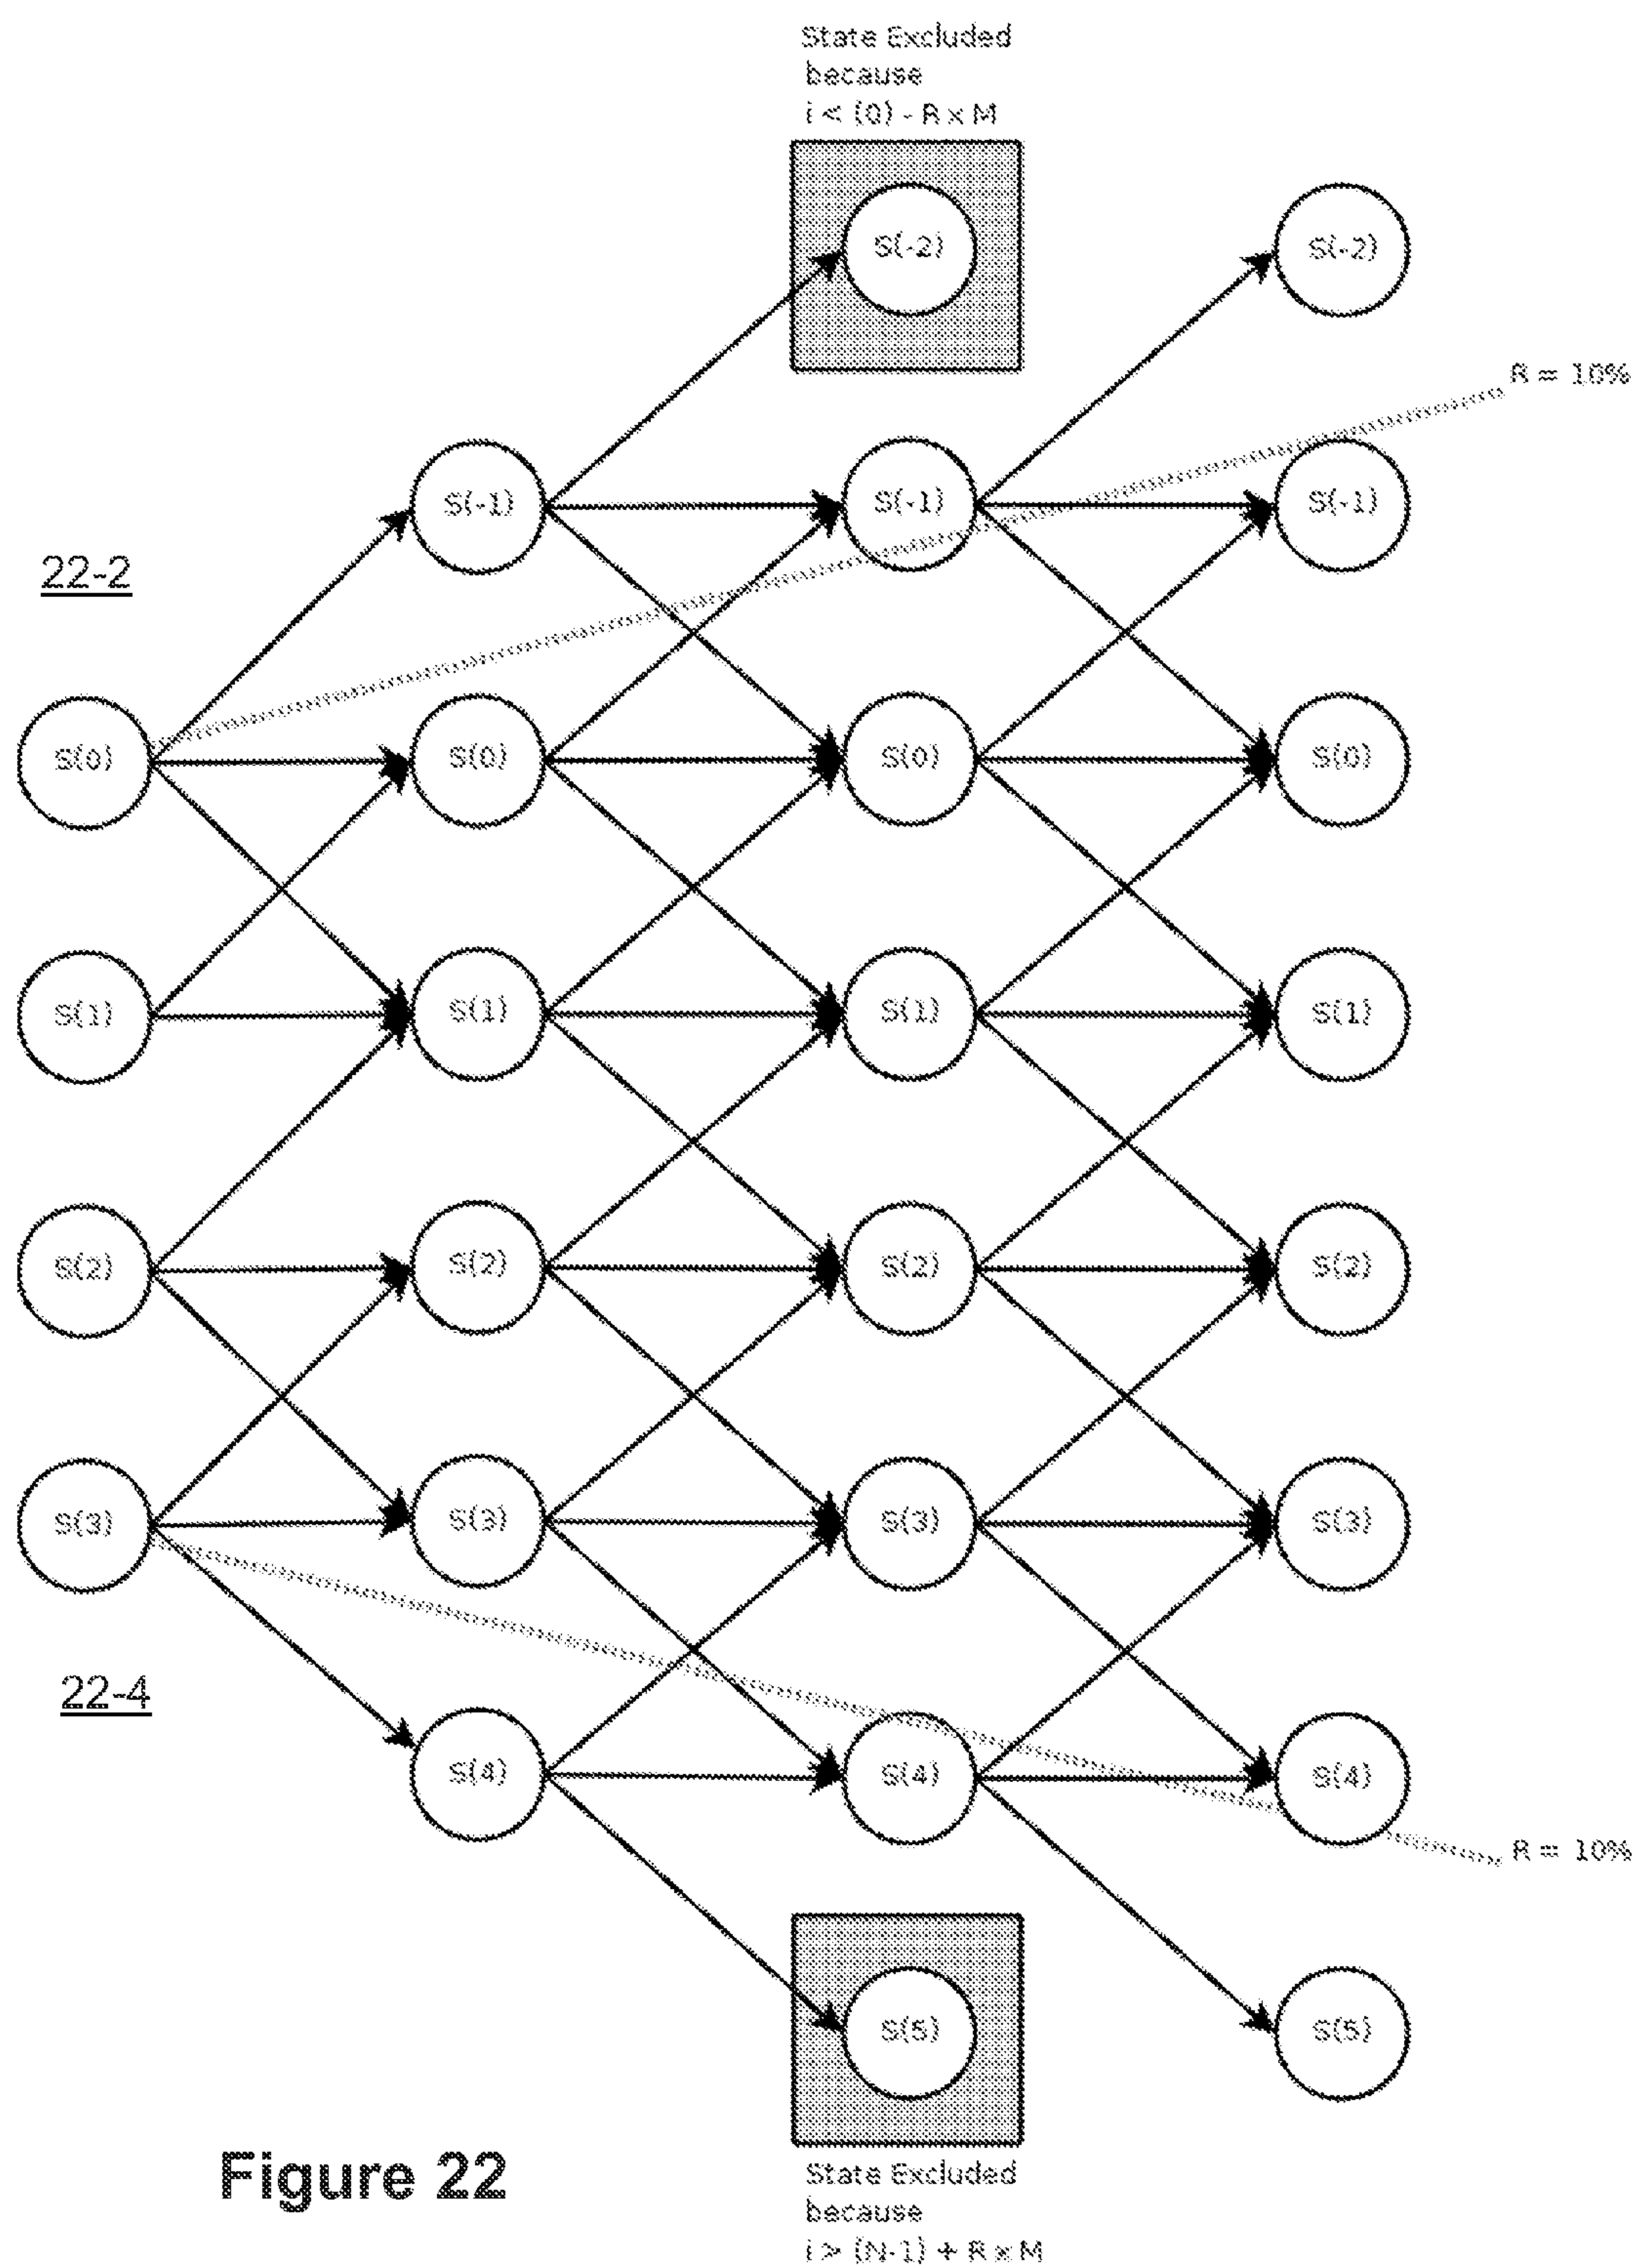 State Excluded
because
i < (0) - R x M
S(-2)
S(-2)
R = 10%
S(-1)
S(-1)
S(-1)
22-2
S(0)
S(0)
S(0)
S(0)
S(1)
S(1)
S(1)
S(1)
S(2)
S(2)
S(2)
S(2)
S(3)
S(3)
S(3)
S(3)
22-4
S(4)
S(4)
S(4)
R = 10%
S(5)
S(5)
Figure 22
State Excluded
because
i > (N-1) + R x M